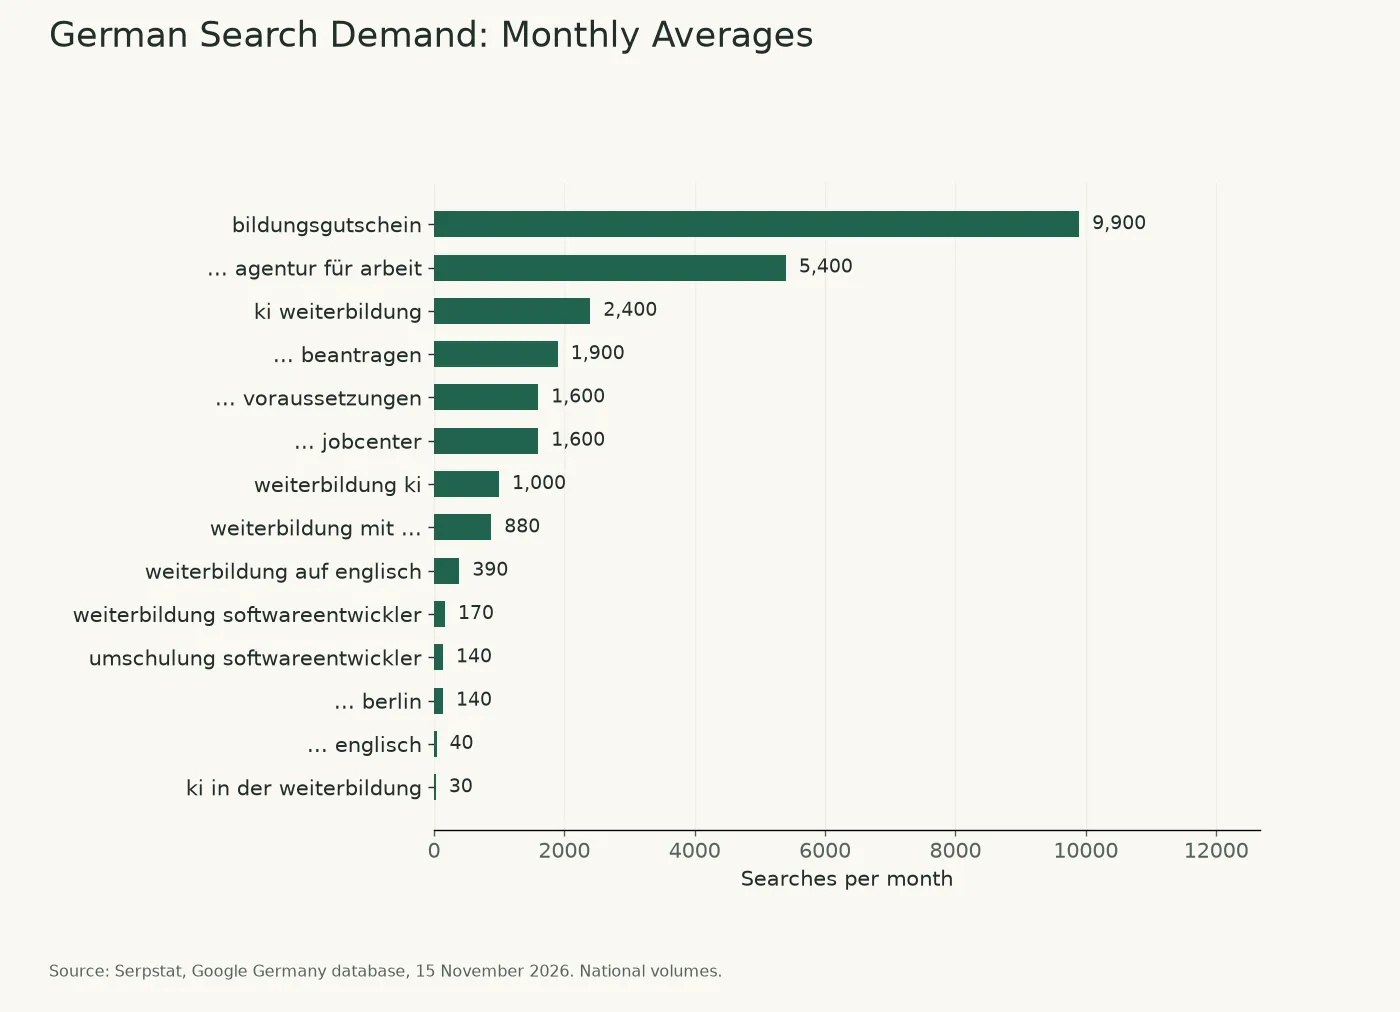 German Search Demand: Monthly Averages
bildungsgutschein 9,900
... agentur für arbeit 5,400
ki weiterbildung 2,400
... beantragen 1,900
... voraussetzungen 1,600
... jobcenter 1,600
weiterbildung ki 1,000
weiterbildung mit ... 880
weiterbildung auf englisch 390
weiterbildung softwareentwickler 170
umschulung softwareentwickler 140
... berlin 140
... englisch 40
ki in der weiterbildung 30
0 2000 4000 6000 8000 10000 12000
Searches per month
Source: Serpstat, Google Germany database, 15 November 2026. National volumes.